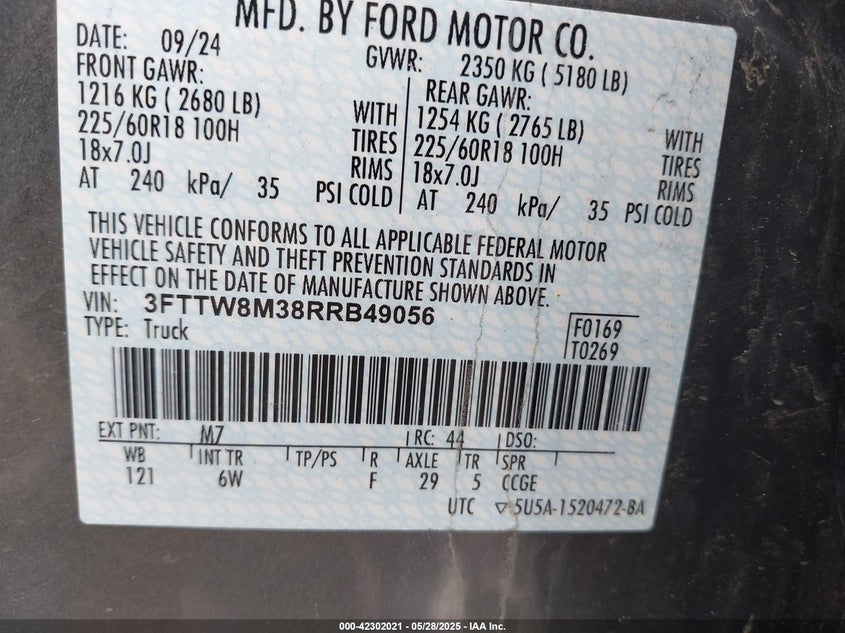 MFD. BY FORD MOTOR CO.
DATE: 09/24 GVWR: 2350 KG ( 5180 LB)
FRONT GAWR: REAR GAWR:
1216 KG ( 2680 LB) WITH 1254 KG ( 2765 LB) WITH
225/60R18 100H TIRES 225/60R18 100H TIRES
18x7.0J RIMS 18x7.0J RIMS
AT 240 kPa/ 35 PSI COLD AT 240 kPa/ 35 PSI COLD
THIS VEHICLE CONFORMS TO ALL APPLICABLE FEDERAL MOTOR
VEHICLE SAFETY AND THEFT PREVENTION STANDARDS IN
EFFECT ON THE DATE OF MANUFACTURE SHOWN ABOVE.
VIN: 3FTTW8M38RRB49056
TYPE: Truck
F0169
T0269
EXT PNT: M7 RC: 44 DSO:
WB INT TR TP/PS R AXLE TR SPR
121 6W F 29 5 CCGE
UTC ▽5U5A-1520472-BA
000-42302021 | 05/28/2025 | IAA Inc.